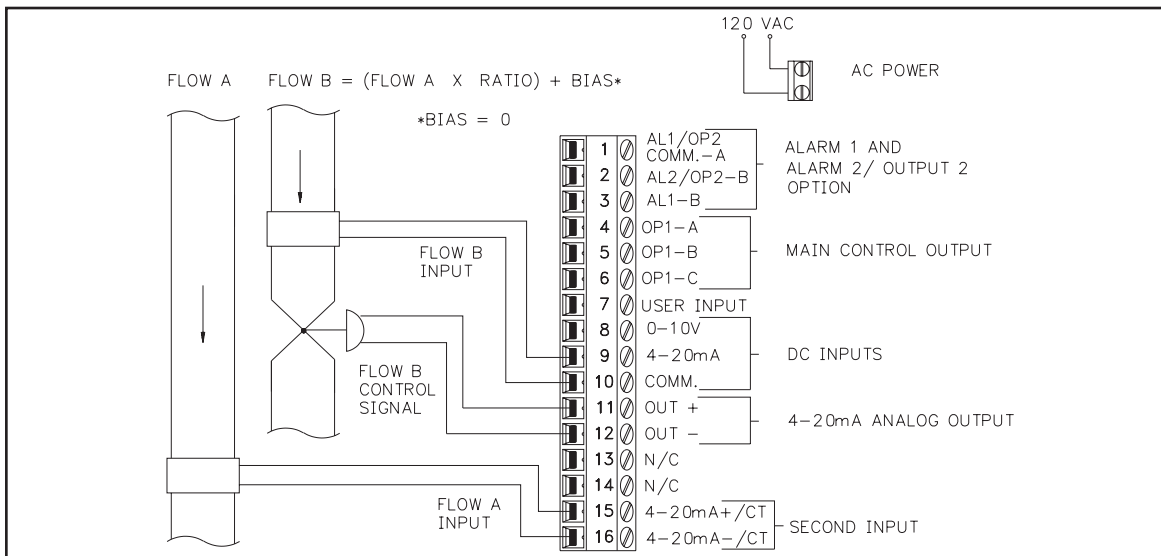 120 VAC
AC POWER
FLOW A
FLOW B = (FLOW A X RATIO) + BIAS*
*BIAS = 0
1 AL1/OP2
COMM.-A
2 AL2/OP2-B
3 AL1-B
ALARM 1 AND
ALARM 2/ OUTPUT 2
OPTION
4 OP1-A
5 OP1-B
6 OP1-C
MAIN CONTROL OUTPUT
FLOW B
INPUT
7 USER INPUT
8 0-10V
9 4-20mA
10 COMM.
DC INPUTS
FLOW B
CONTROL
SIGNAL
11 OUT +
12 OUT -
4-20mA ANALOG OUTPUT
13 N/C
14 N/C
FLOW A
INPUT
15 4-20mA+/CT
16 4-20mA-/CT
SECOND INPUT